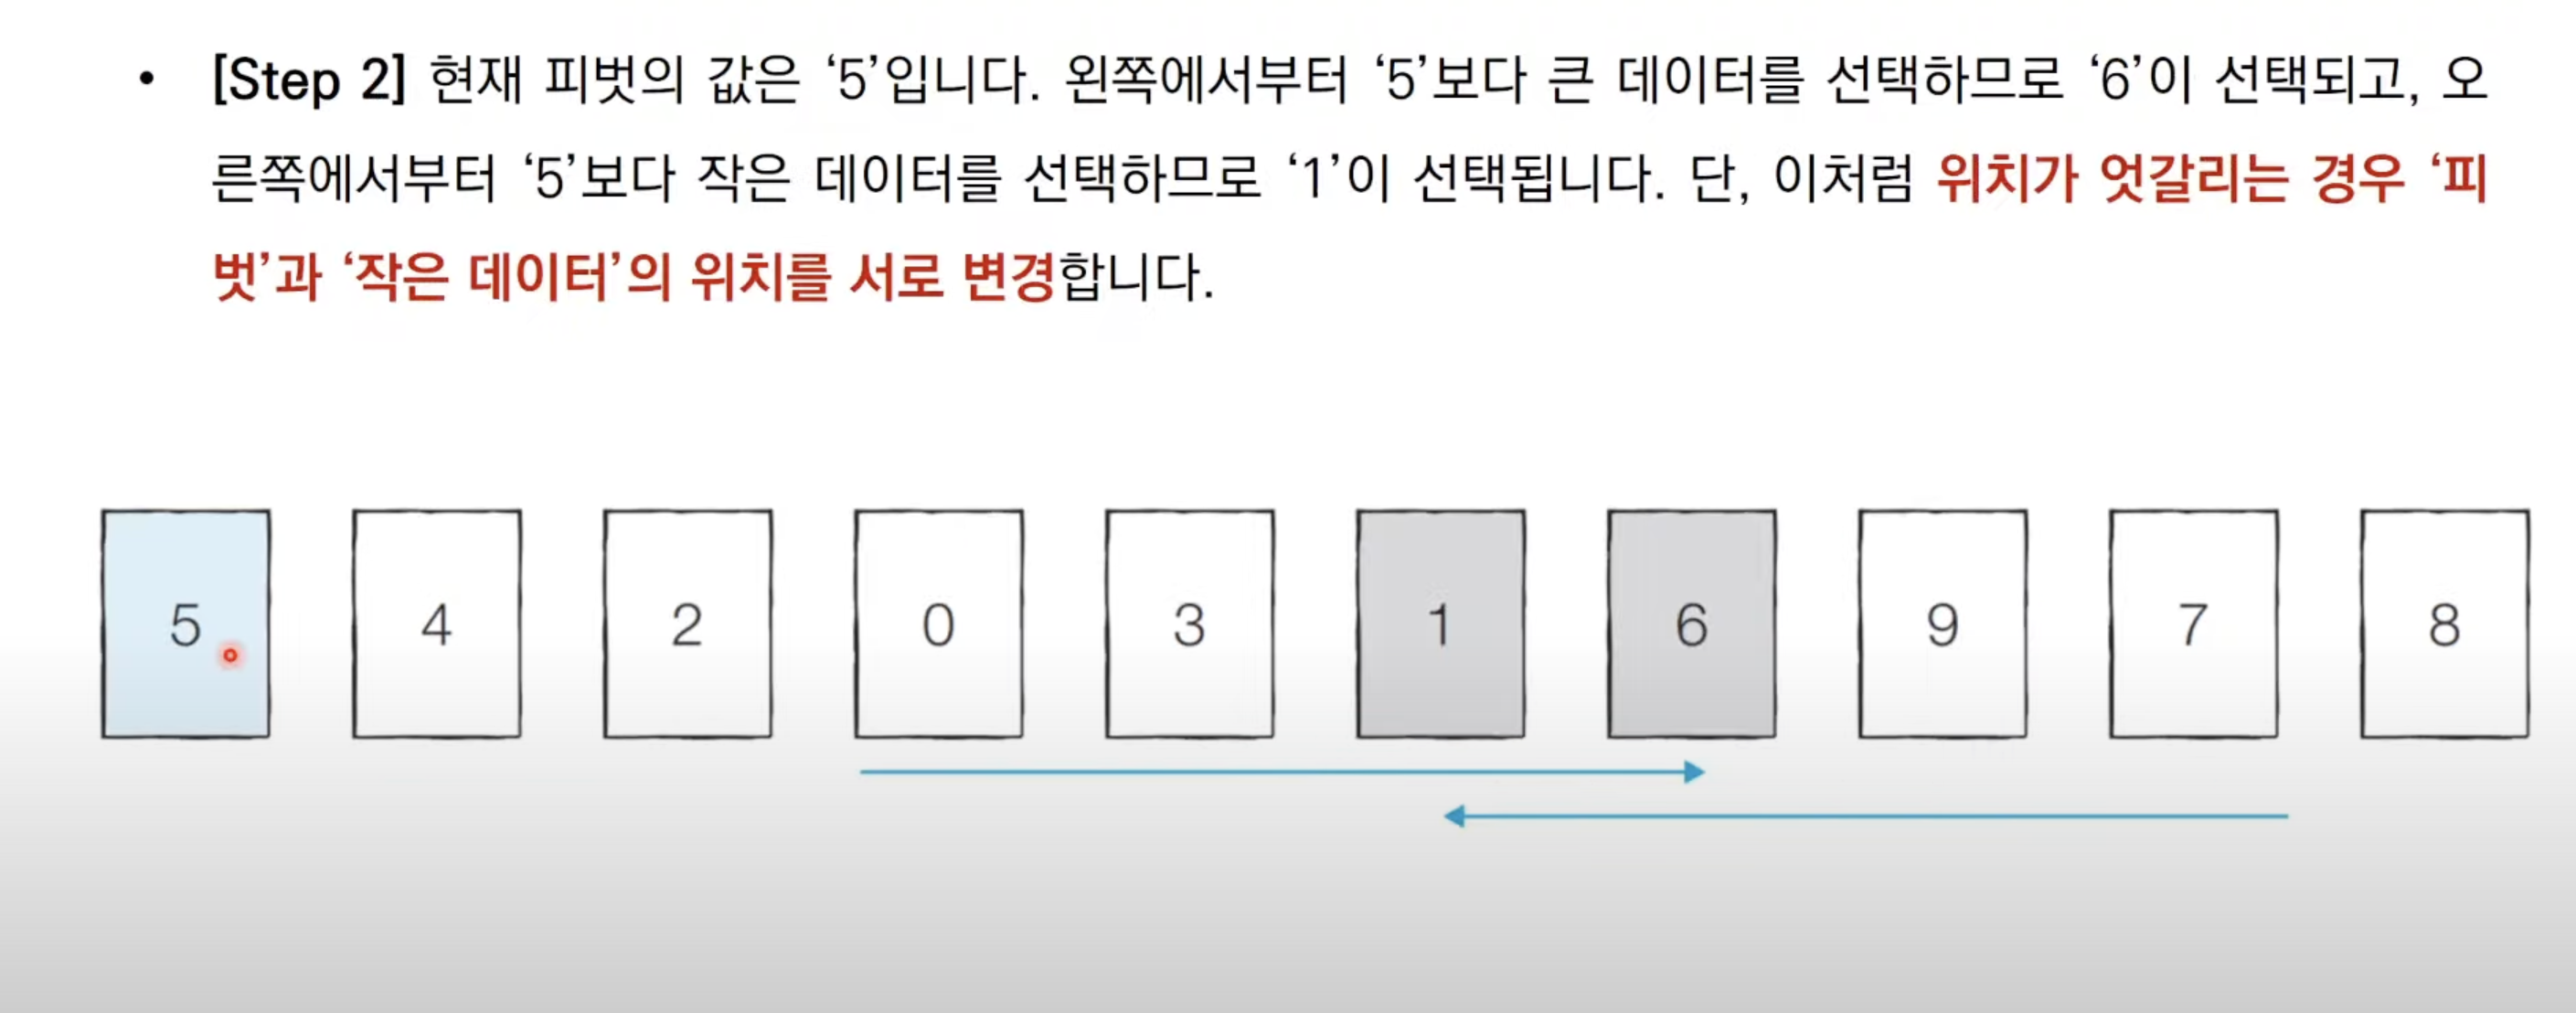 • [Step 2] 현재 피벗의 값은 ‘5’입니다. 왼쪽에서부터 ‘5’보다 큰 데이터를 선택하므로 ‘6’이 선택되고, 오
른쪽에서부터 ‘5’보다 작은 데이터를 선택하므로 ‘1’이 선택됩니다. 단, 이처럼 위치가 엇갈리는 경우 ‘피
벗’과 ‘작은 데이터’의 위치를 서로 변경합니다.
5 4 2 0 3 1 6 9 7 8